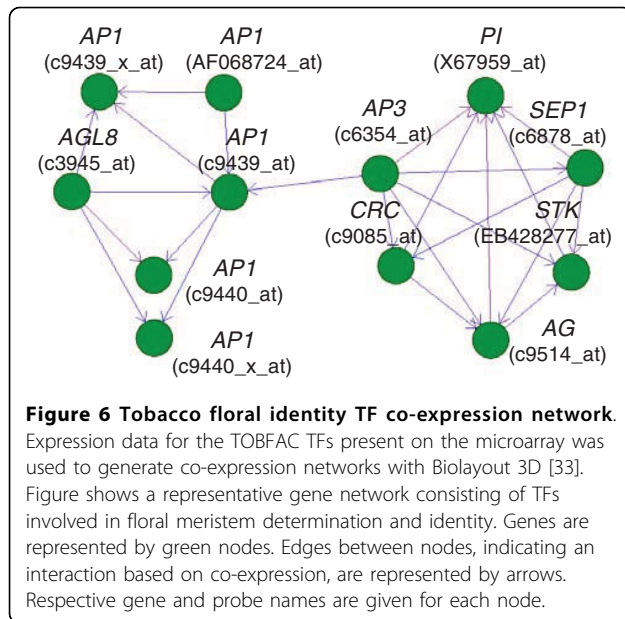 AP1
(c9439_x_at)
AP1
(AF068724_at)
PI
(X67959_at)
AP3
(c6354_at)
SEP1
(c6878_at)
AGL8
(c3945_at)
AP1
(c9439_at)
CRC
(c9085_at)
STK
(EB428277_at)
AP1
(c9440_at)
AP1
(c9440_x_at)
AG
(c9514_at)
Figure 6 Tobacco floral identity TF co-expression network.
Expression data for the TOBFAC TFs present on the microarray was
used to generate co-expression networks with Biolayout 3D [33].
Figure shows a representative gene network consisting of TFs
involved in floral meristem determination and identity. Genes are
represented by green nodes. Edges between nodes, indicating an
interaction based on co-expression, are represented by arrows.
Respective gene and probe names are given for each node.